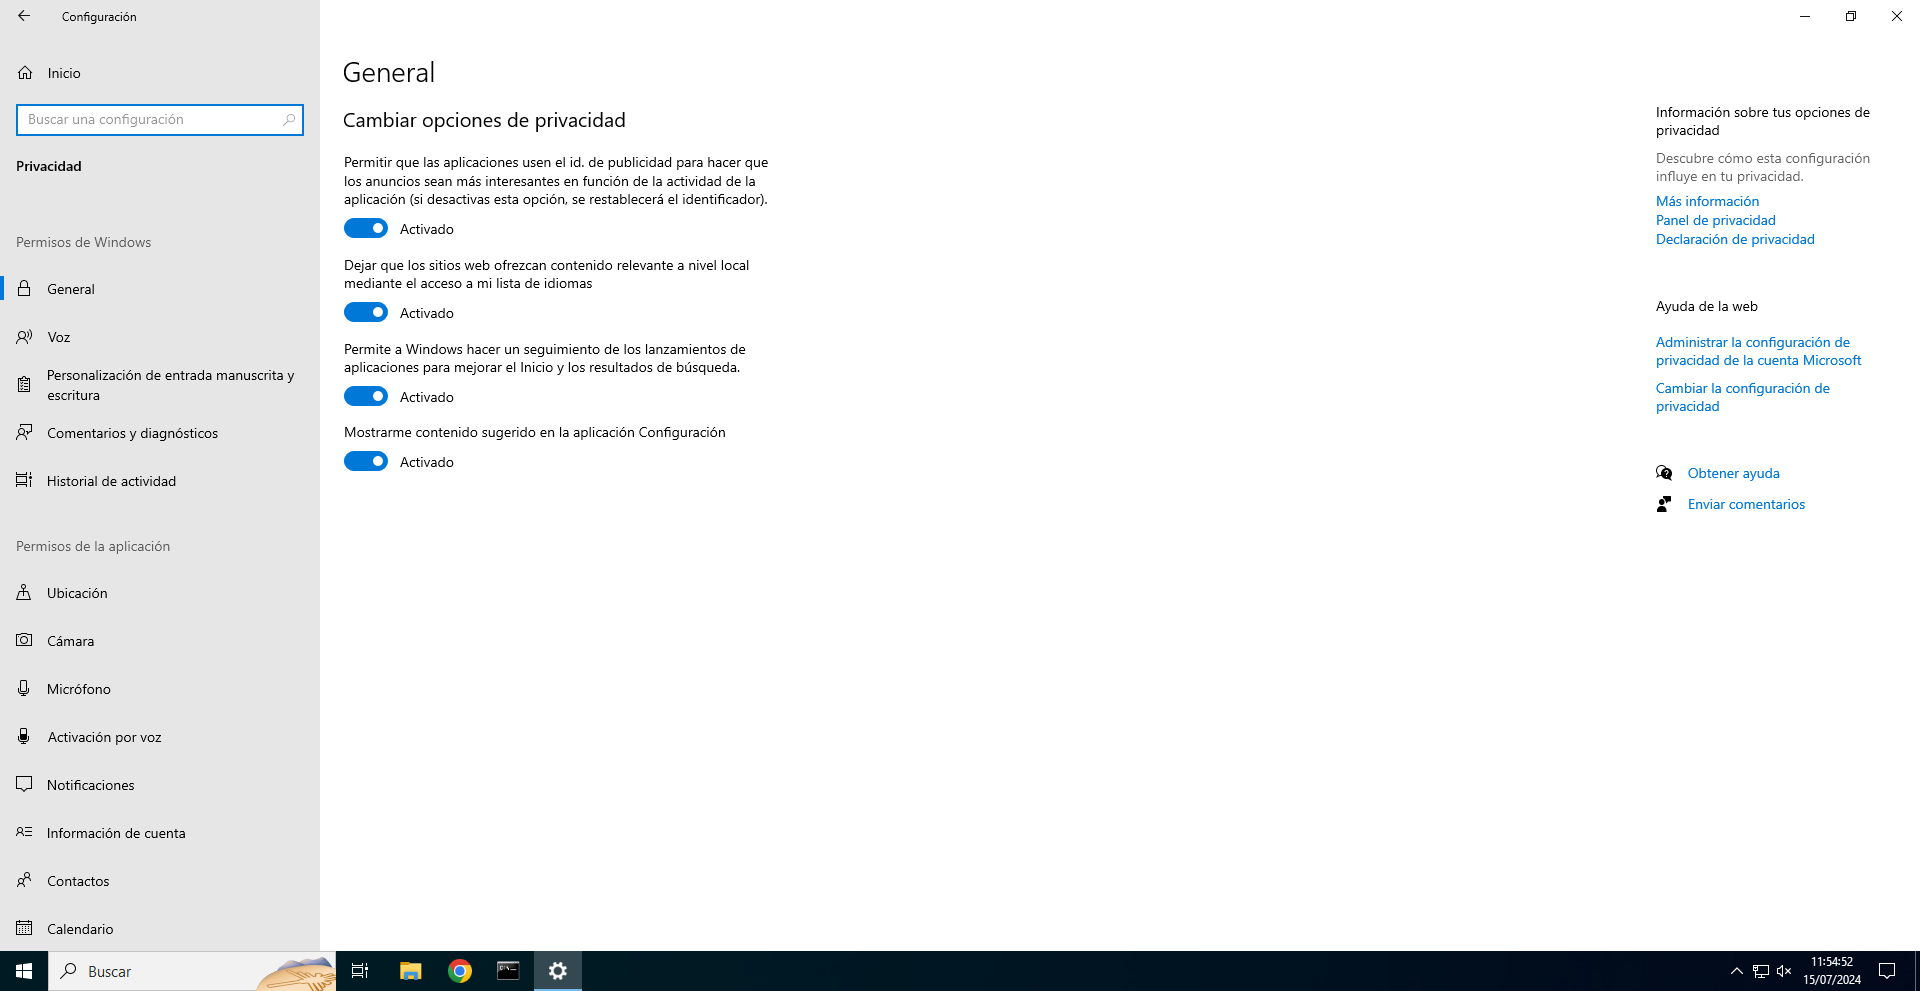 Configuración
Inicio
Buscar una configuración
Privacidad
Permisos de Windows
General
Voz
Personalización de entrada manuscrita y
escritura
Comentarios y diagnósticos
Historial de actividad
Permisos de la aplicación
Ubicación
Cámara
Micrófono
Activación por voz
Notificaciones
Información de cuenta
Contactos
Calendario
General
Cambiar opciones de privacidad
Permitir que las aplicaciones usen el id. de publicidad para hacer que
los anuncios sean más interesantes en función de la actividad de la
aplicación (si desactivas esta opción, se restablecerá el identificador).
Activado
Dejar que los sitios web ofrezcan contenido relevante a nivel local
mediante el acceso a mi lista de idiomas
Activado
Permite a Windows hacer un seguimiento de los lanzamientos de
aplicaciones para mejorar el Inicio y los resultados de búsqueda.
Activado
Mostrarme contenido sugerido en la aplicación Configuración
Activado
Información sobre tus opciones de
privacidad
Descubre cómo esta configuración
influye en tu privacidad.
Más información
Panel de privacidad
Declaración de privacidad
Ayuda de la web
Administrar la configuración de
privacidad de la cuenta Microsoft
Cambiar la configuración de
privacidad
Obtener ayuda
Enviar comentarios
Buscar
11:54:52
15/07/2024